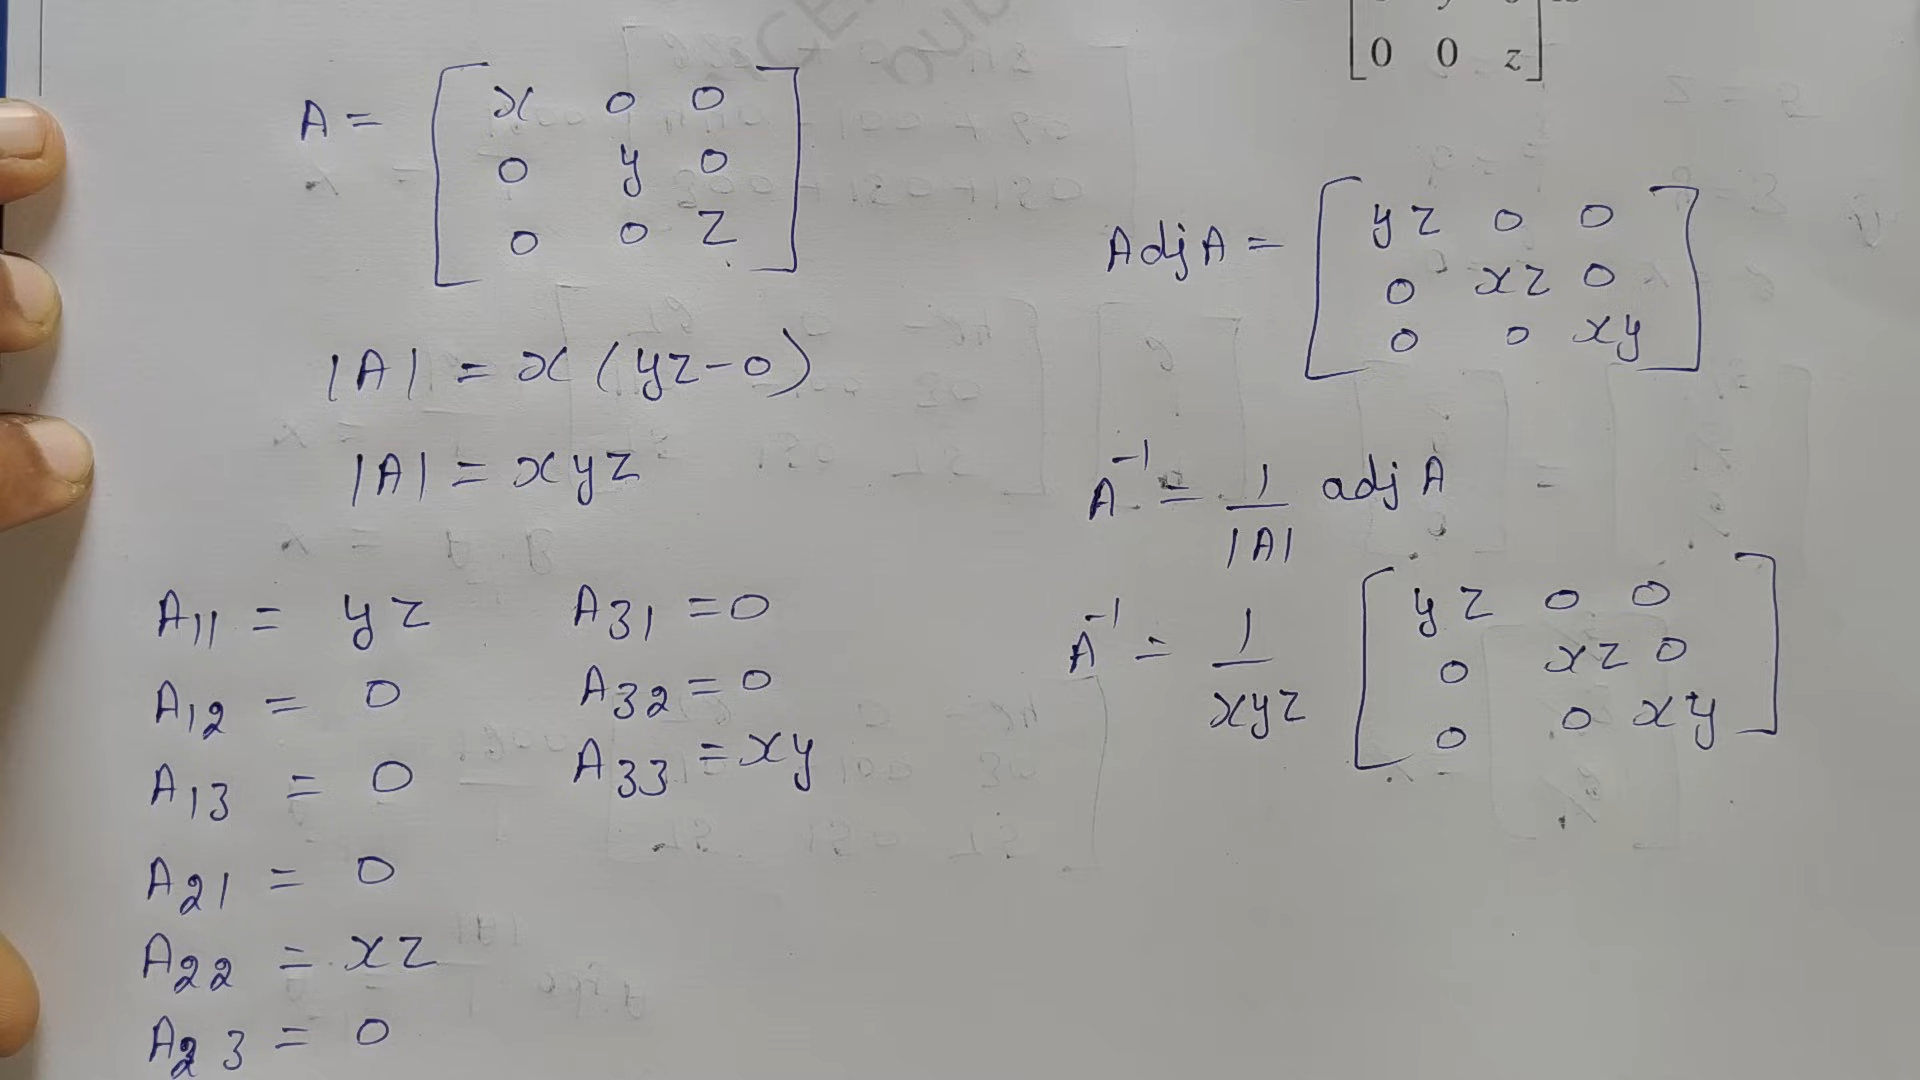 0 0 z
A = [ x 0 0
0 y 0
0 0 z ]
|A| = x (yz - 0)
|A| = xyz
A11 = yz
A12 = 0
A13 = 0
A21 = 0
A22 = xz
A23 = 0
A31 = 0
A32 = 0
A33 = xy
Adj A = [ yz 0 0
0 xz 0
0 0 xy ]
A⁻¹ = 1/|A| adj A
A⁻¹ = 1/xyz [ yz 0 0
0 xz 0
0 0 xy ]